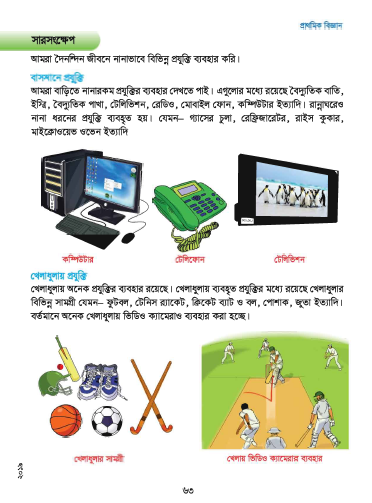 প্রাথমিক বিজ্ঞান
সারসংক্ষেপ
আমরা দৈনন্দিন জীবনে নানাভাবে বিভিন্ন প্রযুক্তি ব্যবহার করি।
বাসস্থানে প্রযুক্তি
আমরা বাড়িতে নানারকম প্রযুক্তির ব্যবহার দেখতে পাই। এগুলোর মধ্যে রয়েছে বৈদ্যুতিক বাতি,
ইস্ত্রি, বৈদ্যুতিক পাখা, টেলিভিশন, রেডিও, মোবাইল ফোন, কম্পিউটার ইত্যাদি। রান্নাঘরেও
নানা ধরনের প্রযুক্তি ব্যবহৃত হয়। যেমন– গ্যাসের চুলা, রেফ্রিজারেটর, রাইস কুকার,
মাইক্রোওয়েভ ওভেন ইত্যাদি
কম্পিউটার
টেলিফোন
টেলিভিশন
খেলাধুলায় প্রযুক্তি
খেলাধুলায় অনেক প্রযুক্তির ব্যবহার রয়েছে। খেলাধুলায় ব্যবহৃত প্রযুক্তির মধ্যে রয়েছে খেলাধুলার
বিভিন্ন সামগ্রী যেমন– ফুটবল, টেনিস র‍্যাকেট, ক্রিকেট ব্যাট ও বল, পোশাক, জুতা ইত্যাদি।
বর্তমানে অনেক খেলাধুলায় ভিডিও ক্যামেরাও ব্যবহার করা হচ্ছে।
খেলাধুলার সামগ্রী
খেলায় ভিডিও ক্যামেরার ব্যবহার
২০১৯
৬৩